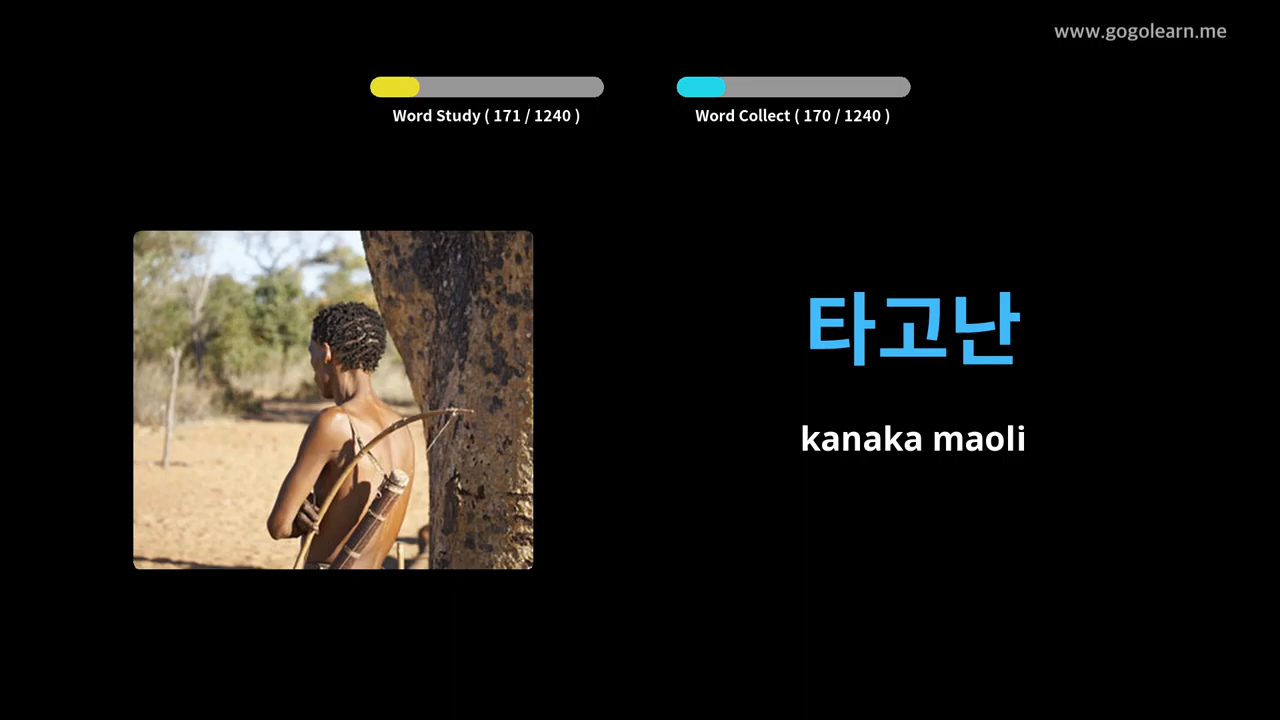 www.gogolearn.me
Word Study ( 171 / 1240 )
Word Collect ( 170 / 1240 )
타고난
kanaka maoli